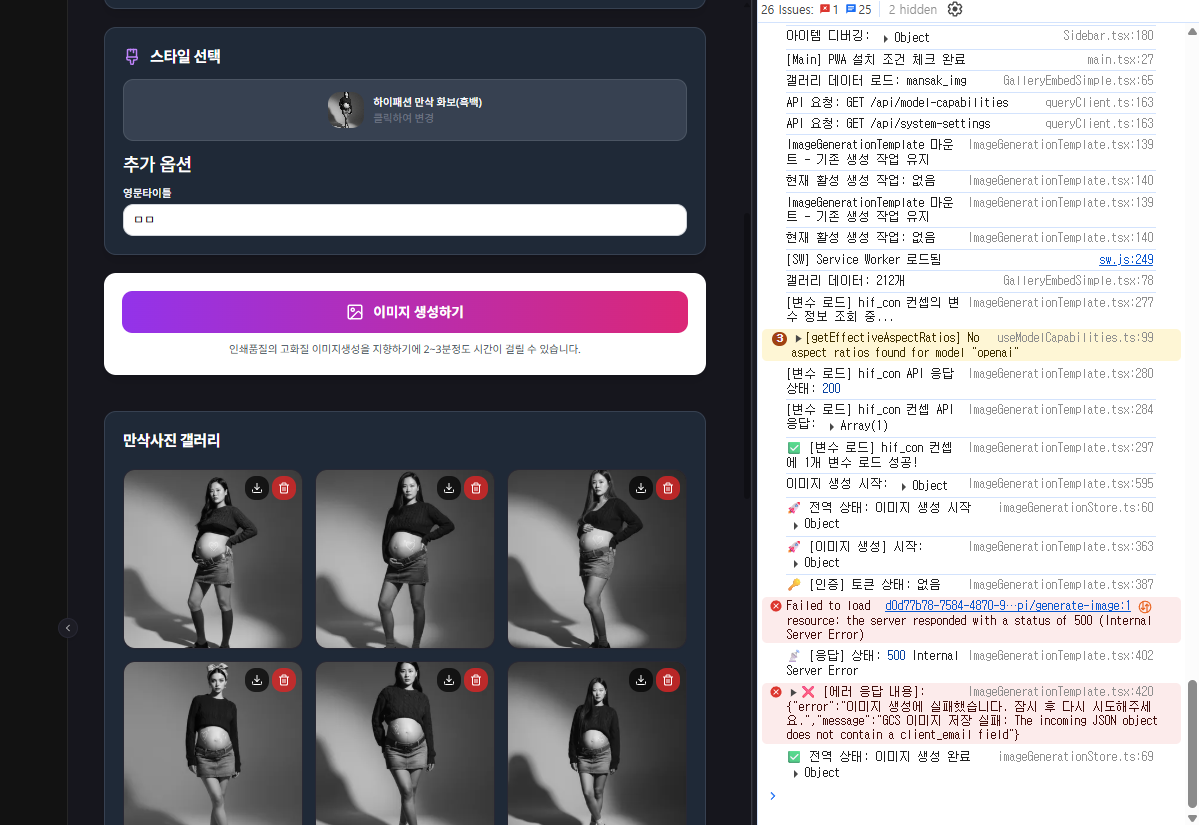 스타일 선택
하이패션 만삭 화보(흑백)
클릭하여 변경
추가 옵션
영문타이틀
ㅁㅁ
이미지 생성하기
인쇄품질의 고화질 이미지생성을 지향하기에 2~3분정도 시간이 걸릴 수 있습니다.
만삭사진 갤러리
26 Issues: 1 25 2 hidden
아이템 디버깅: ▶ Object Sidebar.tsx:180
[Main] PWA 설치 조건 체크 완료 main.tsx:27
갤러리 데이터 로드: mansak_img GalleryEmbedSimple.tsx:65
API 요청: GET /api/model-capabilities queryClient.ts:163
API 요청: GET /api/system-settings queryClient.ts:163
ImageGenerationTemplate 마운 ImageGenerationTemplate.tsx:139
트 - 기존 생성 작업 유지
현재 활성 생성 작업: 없음 ImageGenerationTemplate.tsx:140
ImageGenerationTemplate 마운 ImageGenerationTemplate.tsx:139
트 - 기존 생성 작업 유지
현재 활성 생성 작업: 없음 ImageGenerationTemplate.tsx:140
[SW] Service Worker 로드됨 sw.js:249
갤러리 데이터: 212개 GalleryEmbedSimple.tsx:78
[변수 로드] hif_con 컨셉의 변 ImageGenerationTemplate.tsx:277
수 정보 조회 중...
3 ▶ [getEffectiveAspectRatios] No useModelCapabilities.ts:99
aspect ratios found for model "openai"
[변수 로드] hif_con API 응답 ImageGenerationTemplate.tsx:280
상태: 200
[변수 로드] hif_con 컨셉 API ImageGenerationTemplate.tsx:284
응답: ▶ Array(1)
✅ [변수 로드] hif_con 컨셉 ImageGenerationTemplate.tsx:297
에 1개 변수 로드 성공!
이미지 생성 시작: ▶ Object ImageGenerationTemplate.tsx:595
🚀 전역 상태: 이미지 생성 시작 imageGenerationStore.ts:60
▶ Object
🚀 [이미지 생성] 시작: ImageGenerationTemplate.tsx:363
▶ Object
🔑 [인증] 토큰 상태: 없음 ImageGenerationTemplate.tsx:387
Failed to load d0d77b78-7584-4870-9…pi/generate-image:1
resource: the server responded with a status of 500 (Internal
Server Error)
📡 [응답] 상태: 500 Internal ImageGenerationTemplate.tsx:402
Server Error
▶ ❌ [에러 응답 내용]: ImageGenerationTemplate.tsx:420
{"error":"이미지 생성에 실패했습니다. 잠시 후 다시 시도해주세
요.","message":"GCS 이미지 저장 실패: The incoming JSON object
does not contain a client_email field"}
✅ 전역 상태: 이미지 생성 완료 imageGenerationStore.ts:69
▶ Object